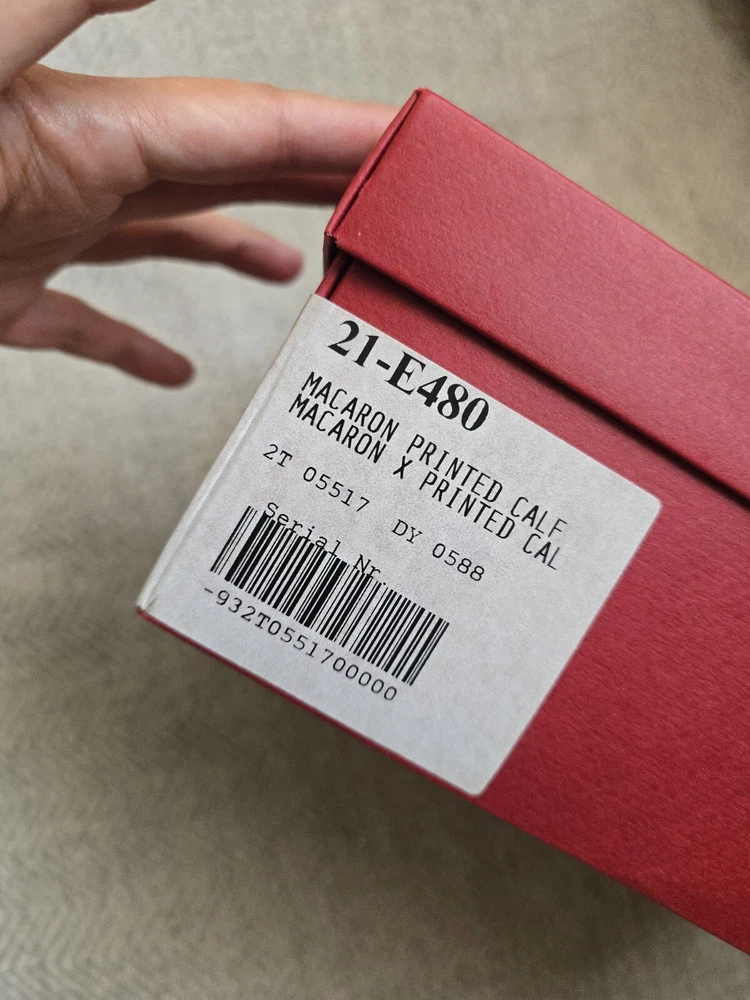 21-E480
MACARON PRINTED CALF
MACARON X PRINTED CAL
2T 05517 DY 0588
Serial Nr.
-932T0551700000